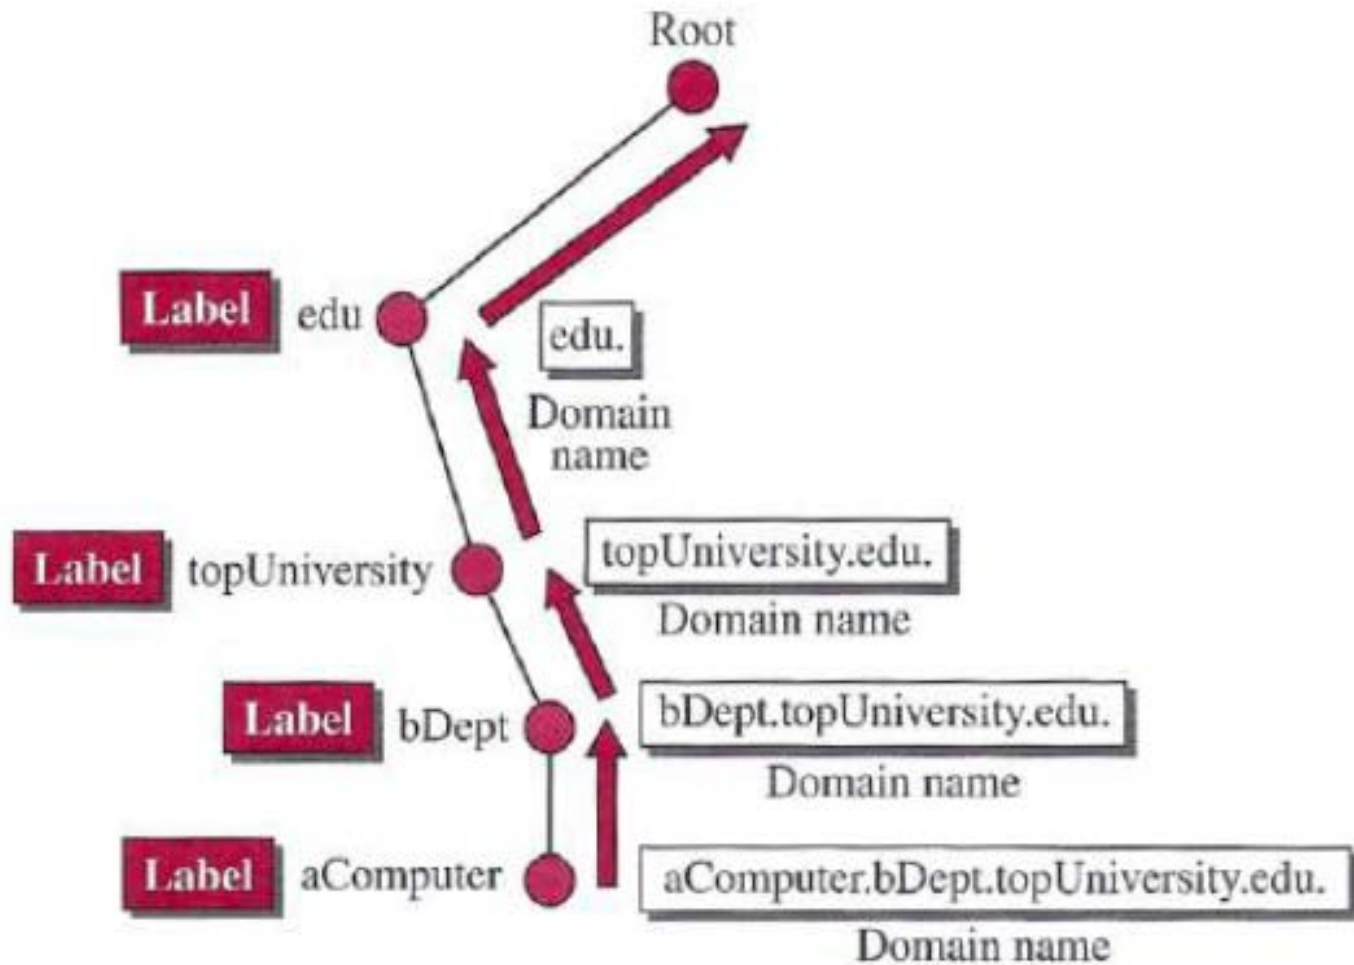 Root
Label edu
edu.
Domain
name
Label topUniversity
topUniversity.edu.
Domain name
Label bDept
bDept.topUniversity.edu.
Domain name
Label aComputer
aComputer.bDept.topUniversity.edu.
Domain name